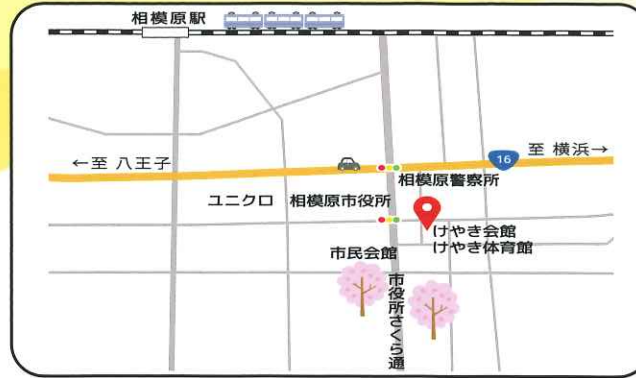 相模原駅
←至 八王子
16
至 横浜→
相模原警察所
ユニクロ
相模原市役所
けやき会館
けやき体育館
市民会館
市役所さくら通